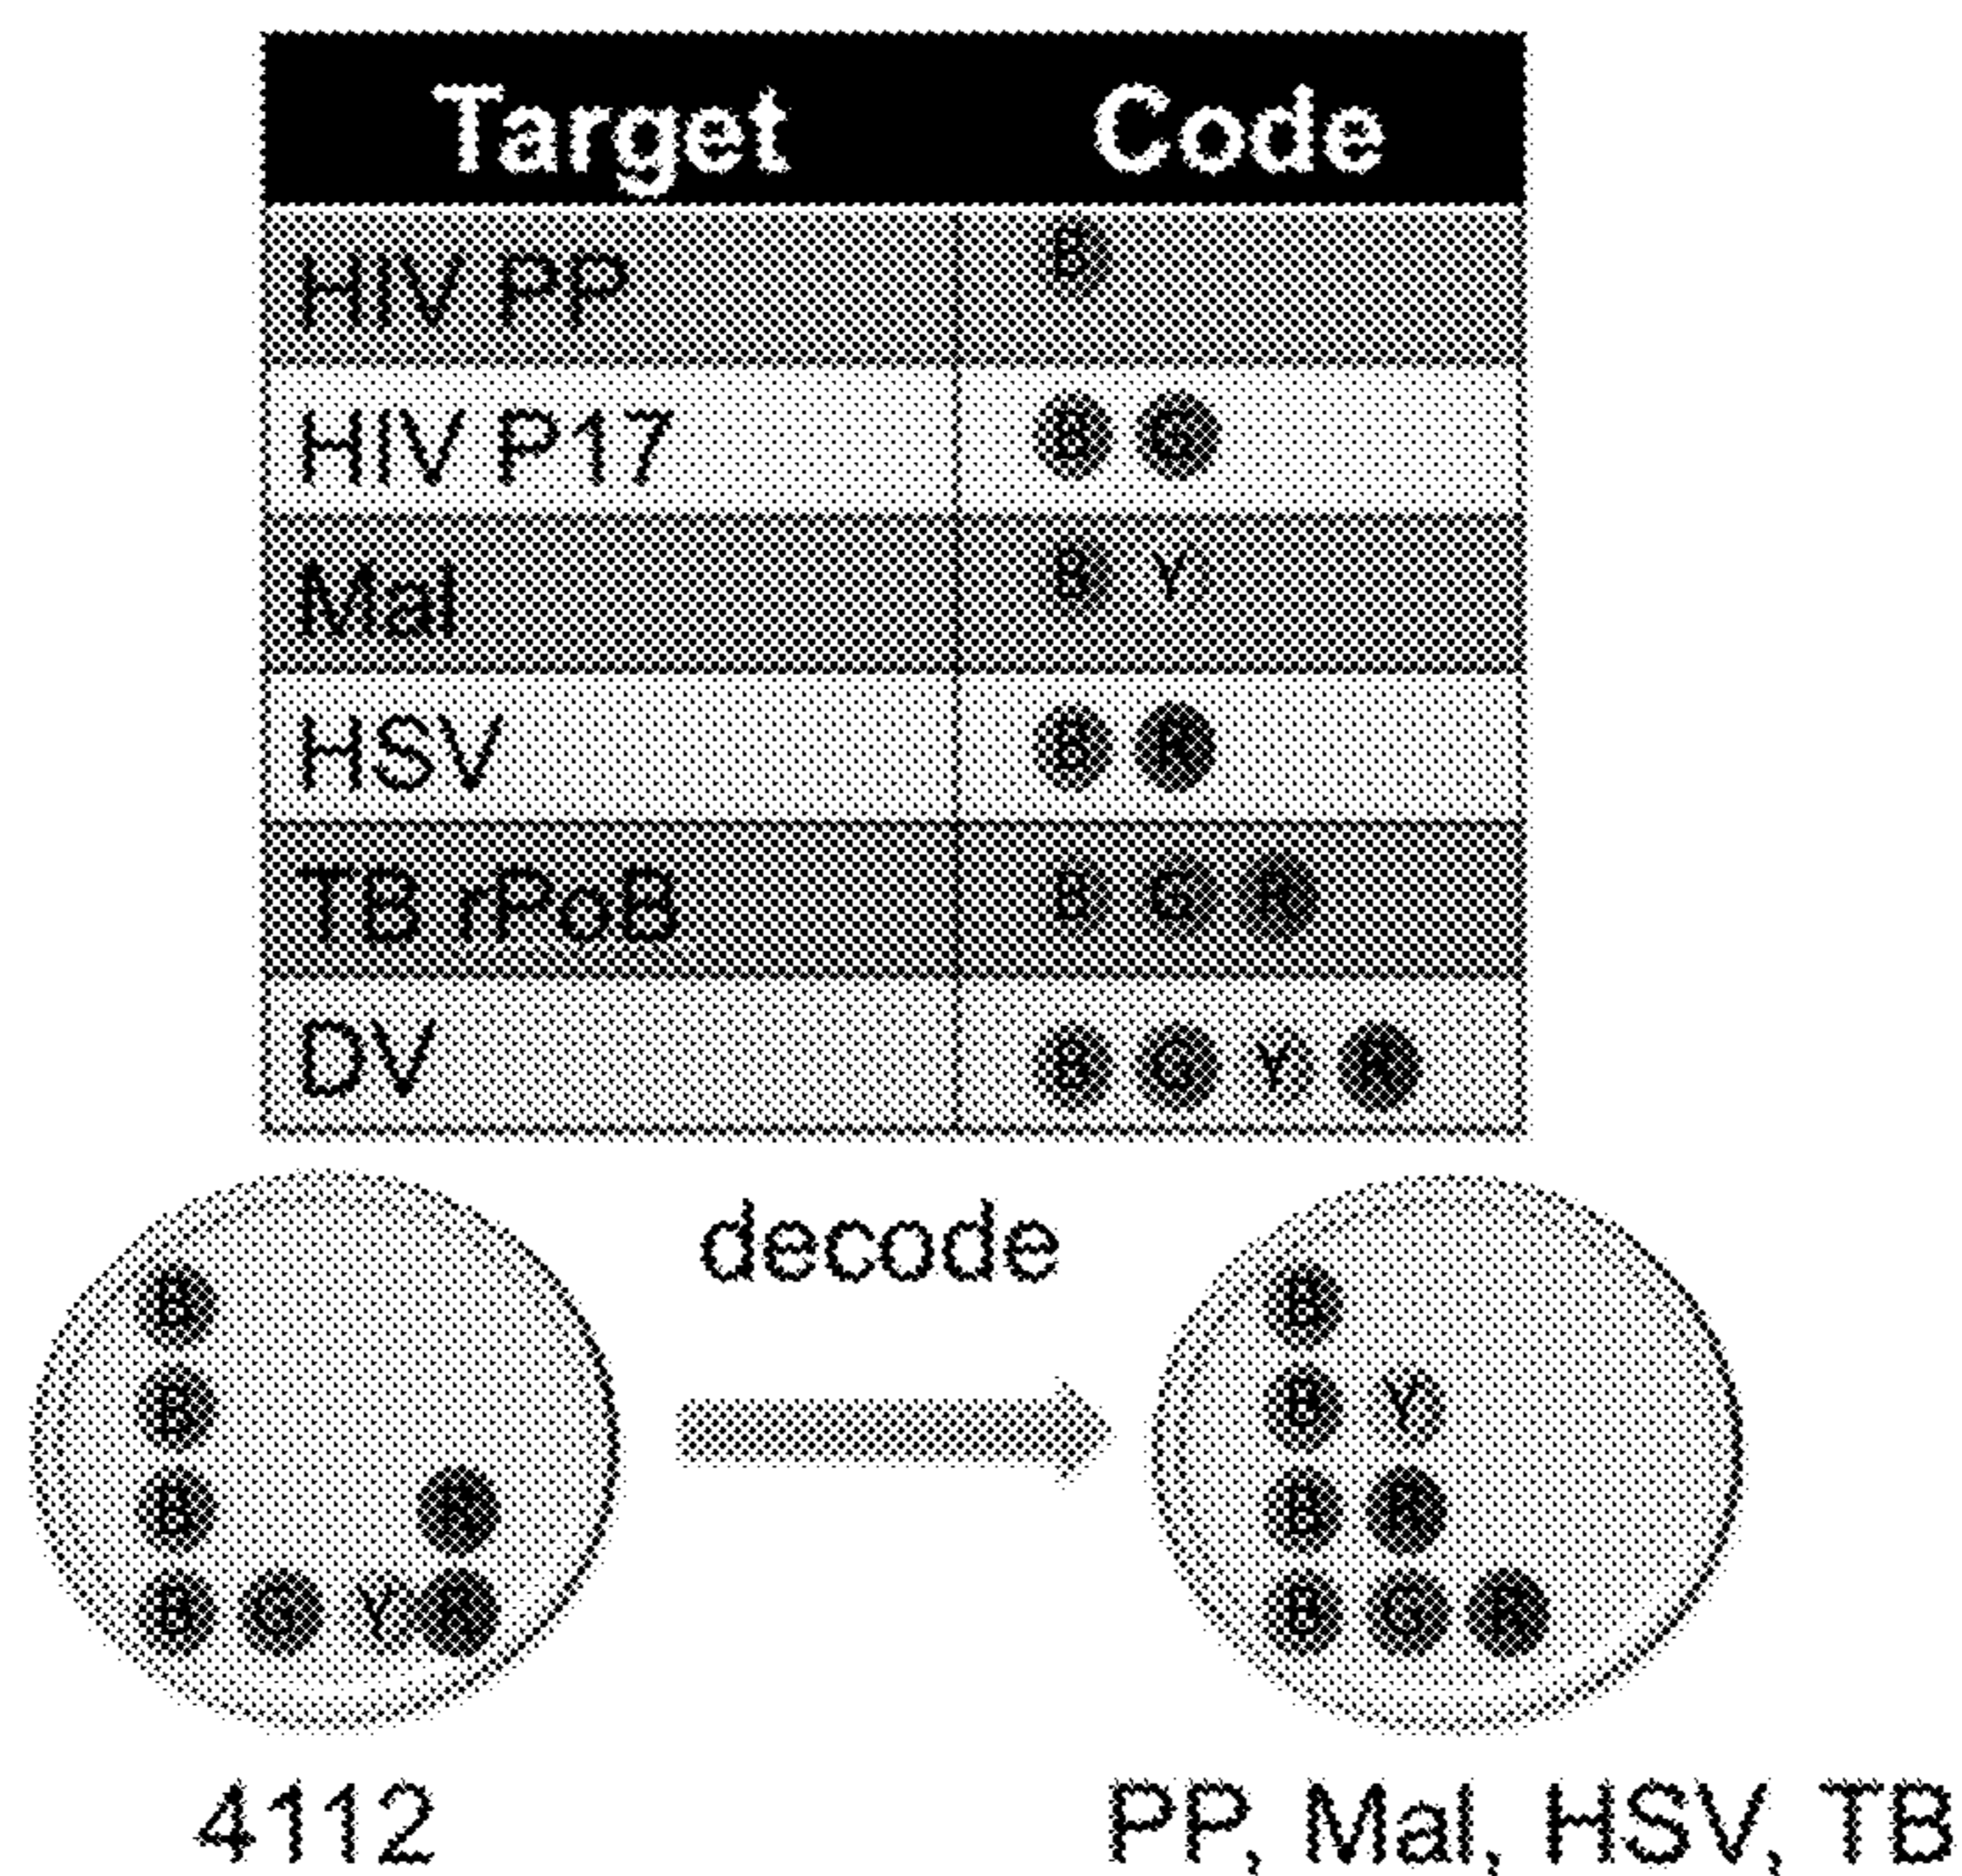 Target Code
HIV PP B
HIV P17 B G
Mal B Y
HSV B R
TB rPoB B G R
DV B G Y R
decode
B
B
B R
B G Y R
B
B Y
B R
B G R
4112
PP, Mal, HSV, TB